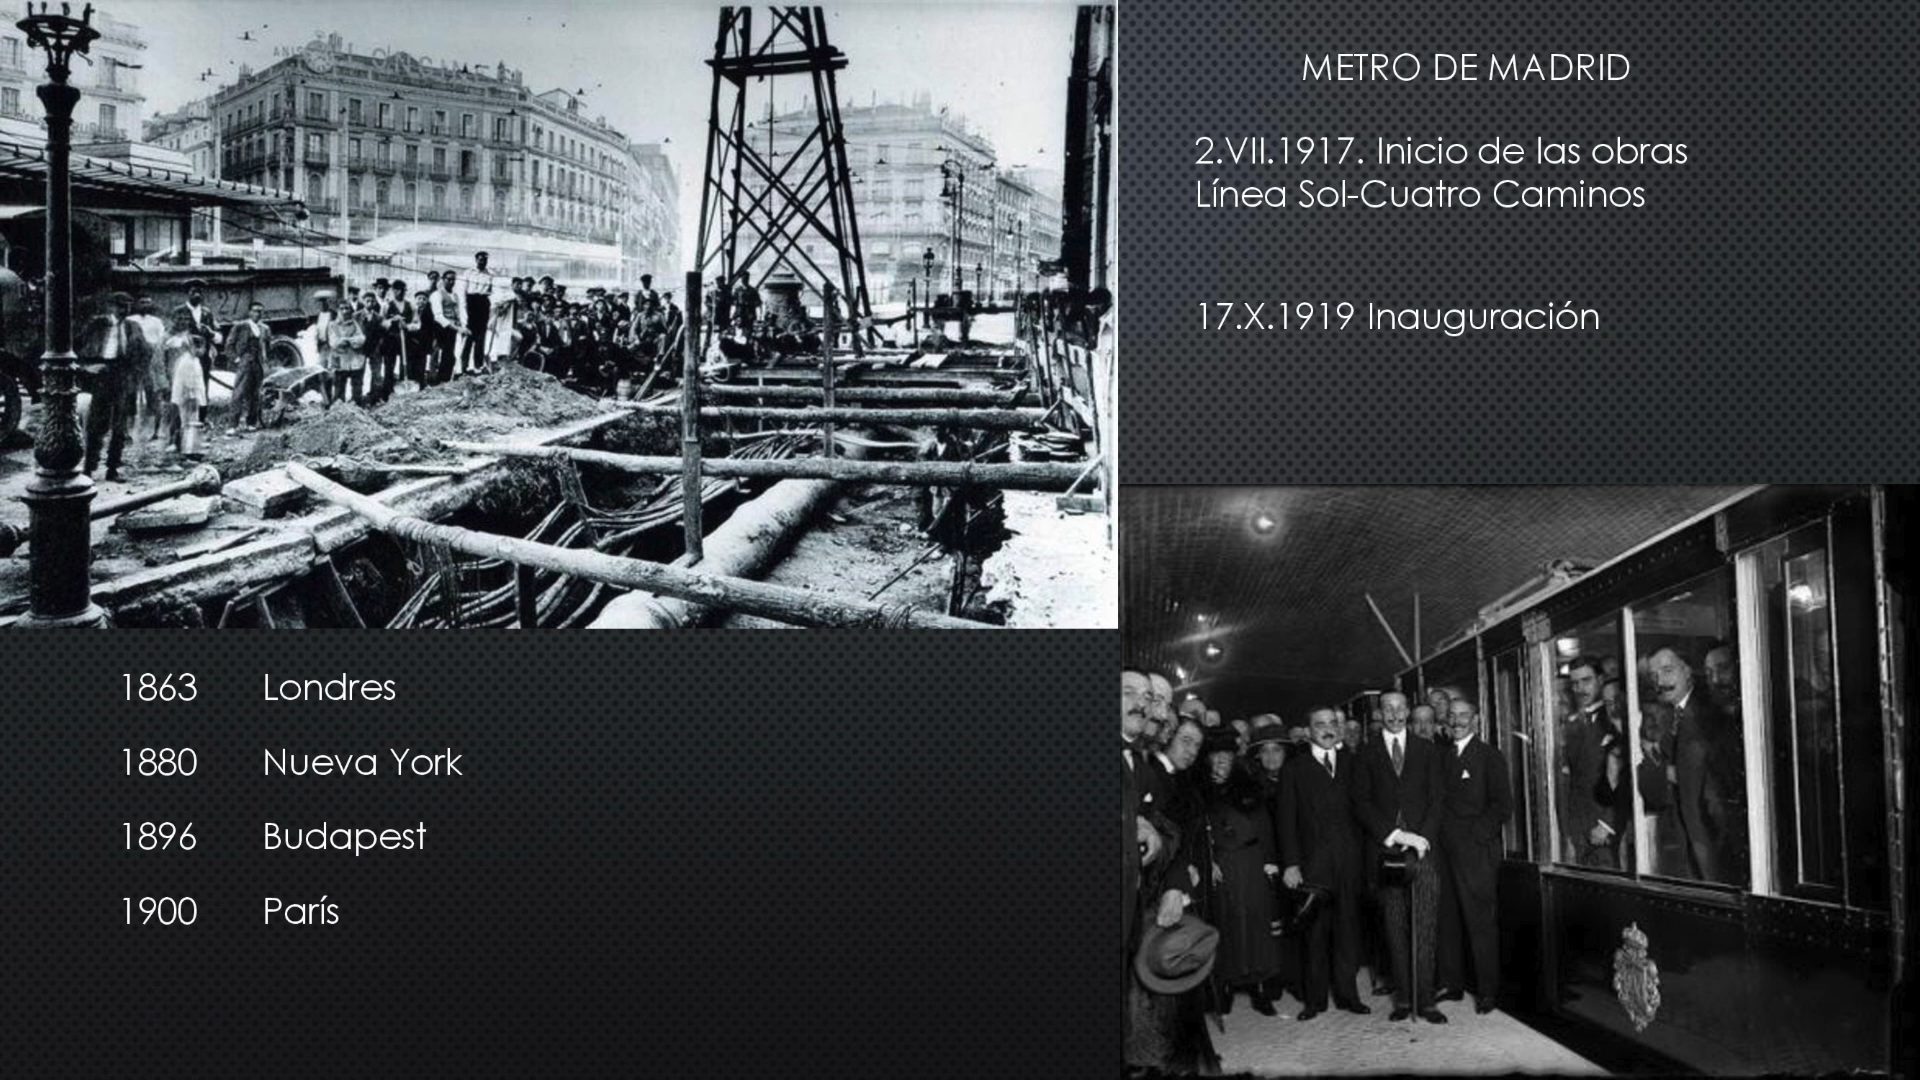 METRO DE MADRID
2.VII.1917. Inicio de las obras
Línea Sol-Cuatro Caminos
17.X.1919 Inauguración
1863 Londres
1880 Nueva York
1896 Budapest
1900 París